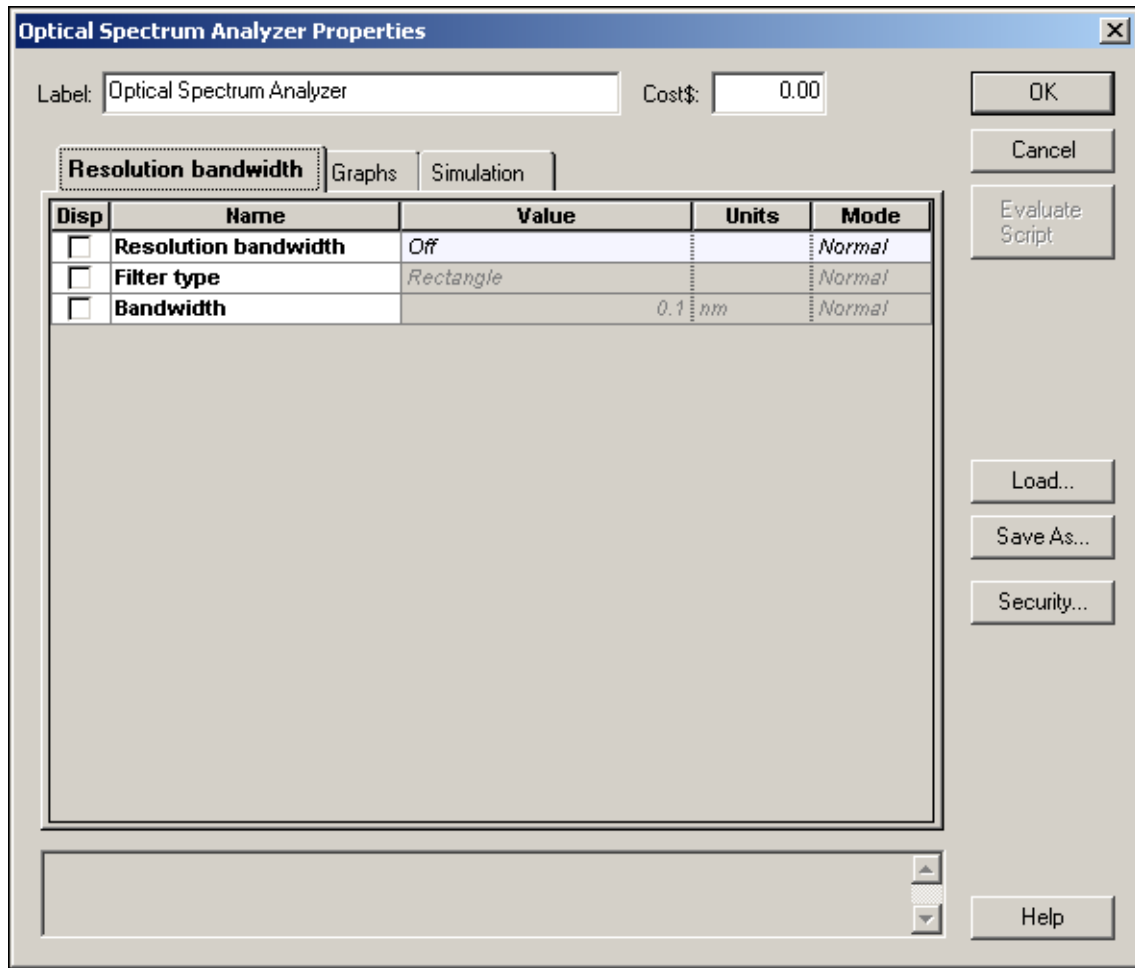 Optical Spectrum Analyzer Properties
Label: Optical Spectrum Analyzer Cost$: 0.00
OK
Cancel
Evaluate
Script
Resolution bandwidth Graphs Simulation
Disp Name Value Units Mode
Resolution bandwidth Off Normal
Filter type Rectangle Normal
Bandwidth 0.1 nm Normal
Load...
Save As...
Security...
Help